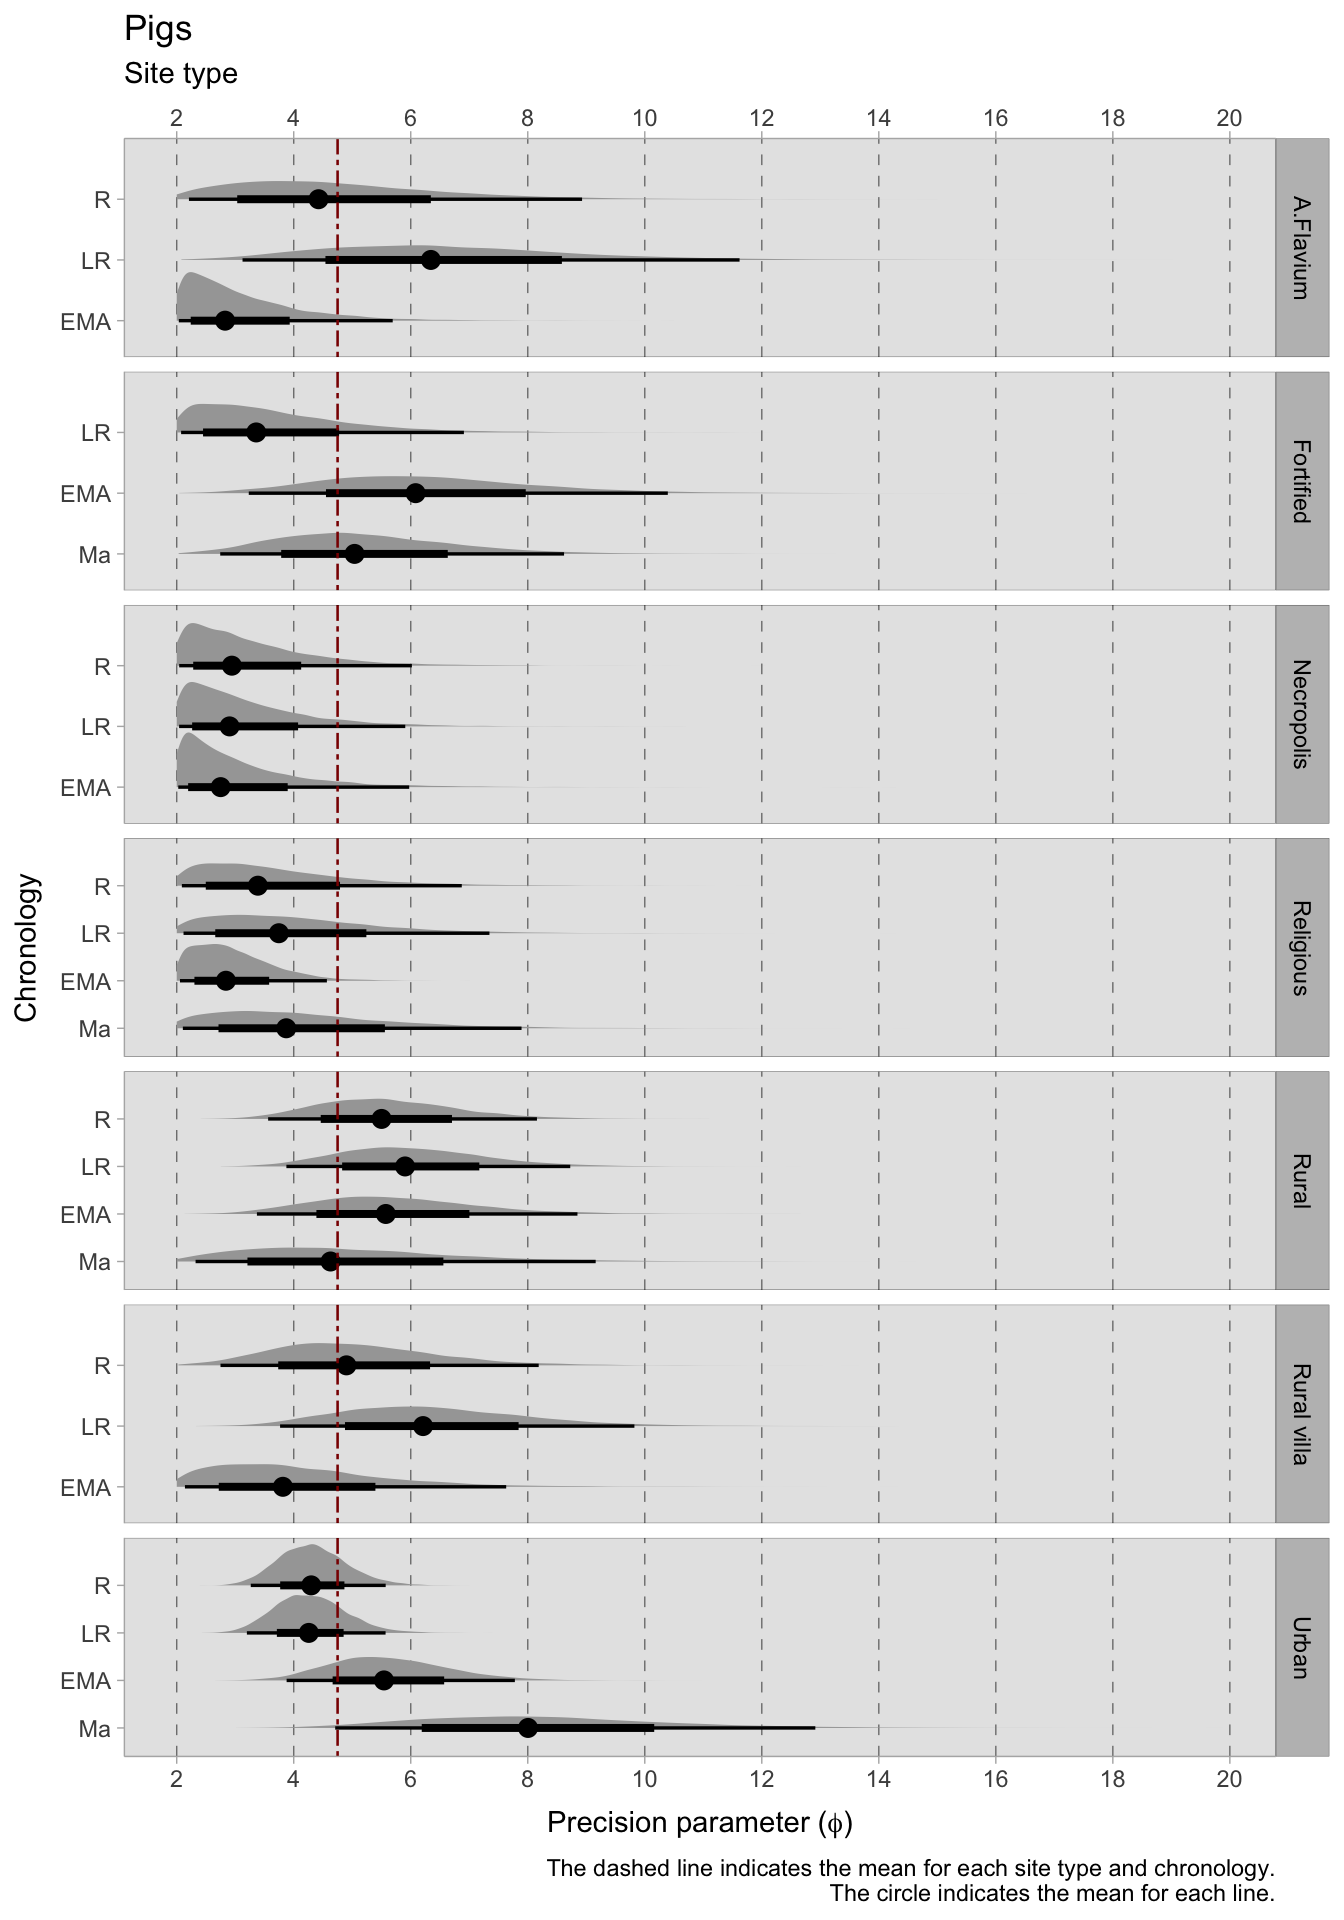 Pigs
Site type
2 4 6 8 10 12 14 16 18 20
R
LR
EMA
A.Flavium
LR
EMA
Ma
Fortified
R
LR
EMA
Necropolis
R
LR
EMA
Ma
Religious
R
LR
EMA
Ma
Rural
R
LR
EMA
Rural villa
R
LR
EMA
Ma
Urban
Chronology
2 4 6 8 10 12 14 16 18 20
Precision parameter (ϕ)
The dashed line indicates the mean for each site type and chronology.
The circle indicates the mean for each line.